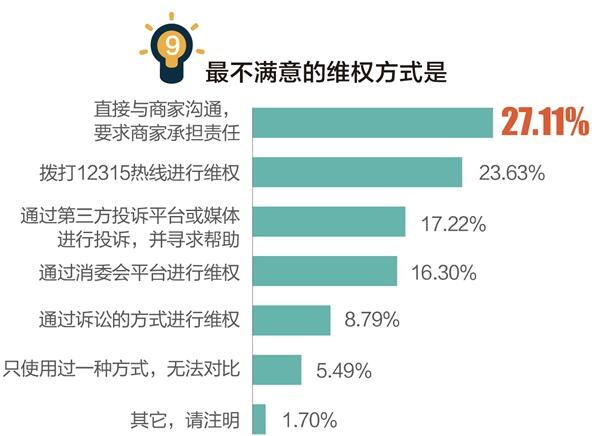 9
最不满意的维权方式是
直接与商家沟通，
要求商家承担责任
27.11%
拨打12315热线进行维权
23.63%
通过第三方投诉平台或媒体
进行投诉，并寻求帮助
17.22%
通过消委会平台进行维权
16.30%
通过诉讼的方式进行维权
8.79%
只使用过一种方式，无法对比
5.49%
其它，请注明
1.70%